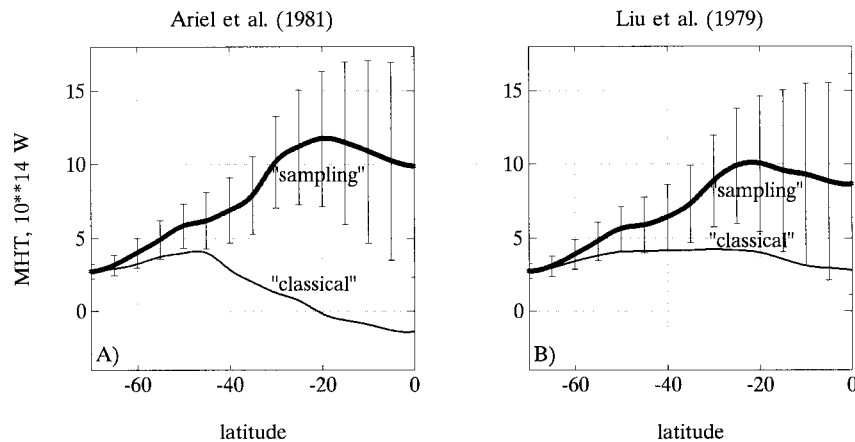 Ariel et al. (1981)
Liu et al. (1979)
MHT, 10**14 W
15
10
5
0
"sampling"
"classical"
A)
-60
-40
-20
0
latitude
15
10
5
0
"sampling"
"classical"
B)
-60
-40
-20
0
latitude